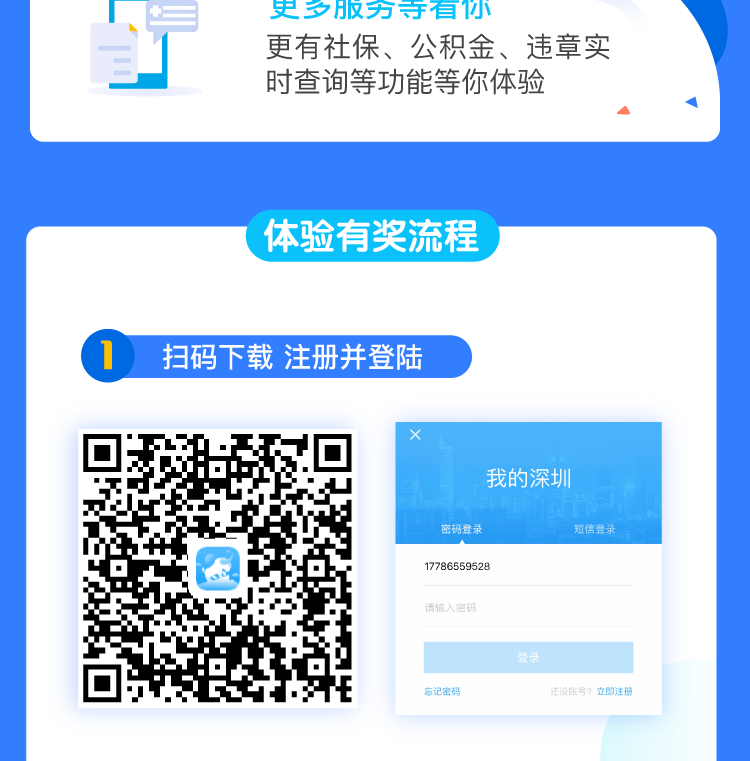 更多服务等着你
更有社保、公积金、违章实
时查询等功能等你体验
体验有奖流程
1
扫码下载 注册并登陆
我的深圳
密码登录
短信登录
17786559528
请输入密码
登录
忘记密码
还没账号? 立即注册